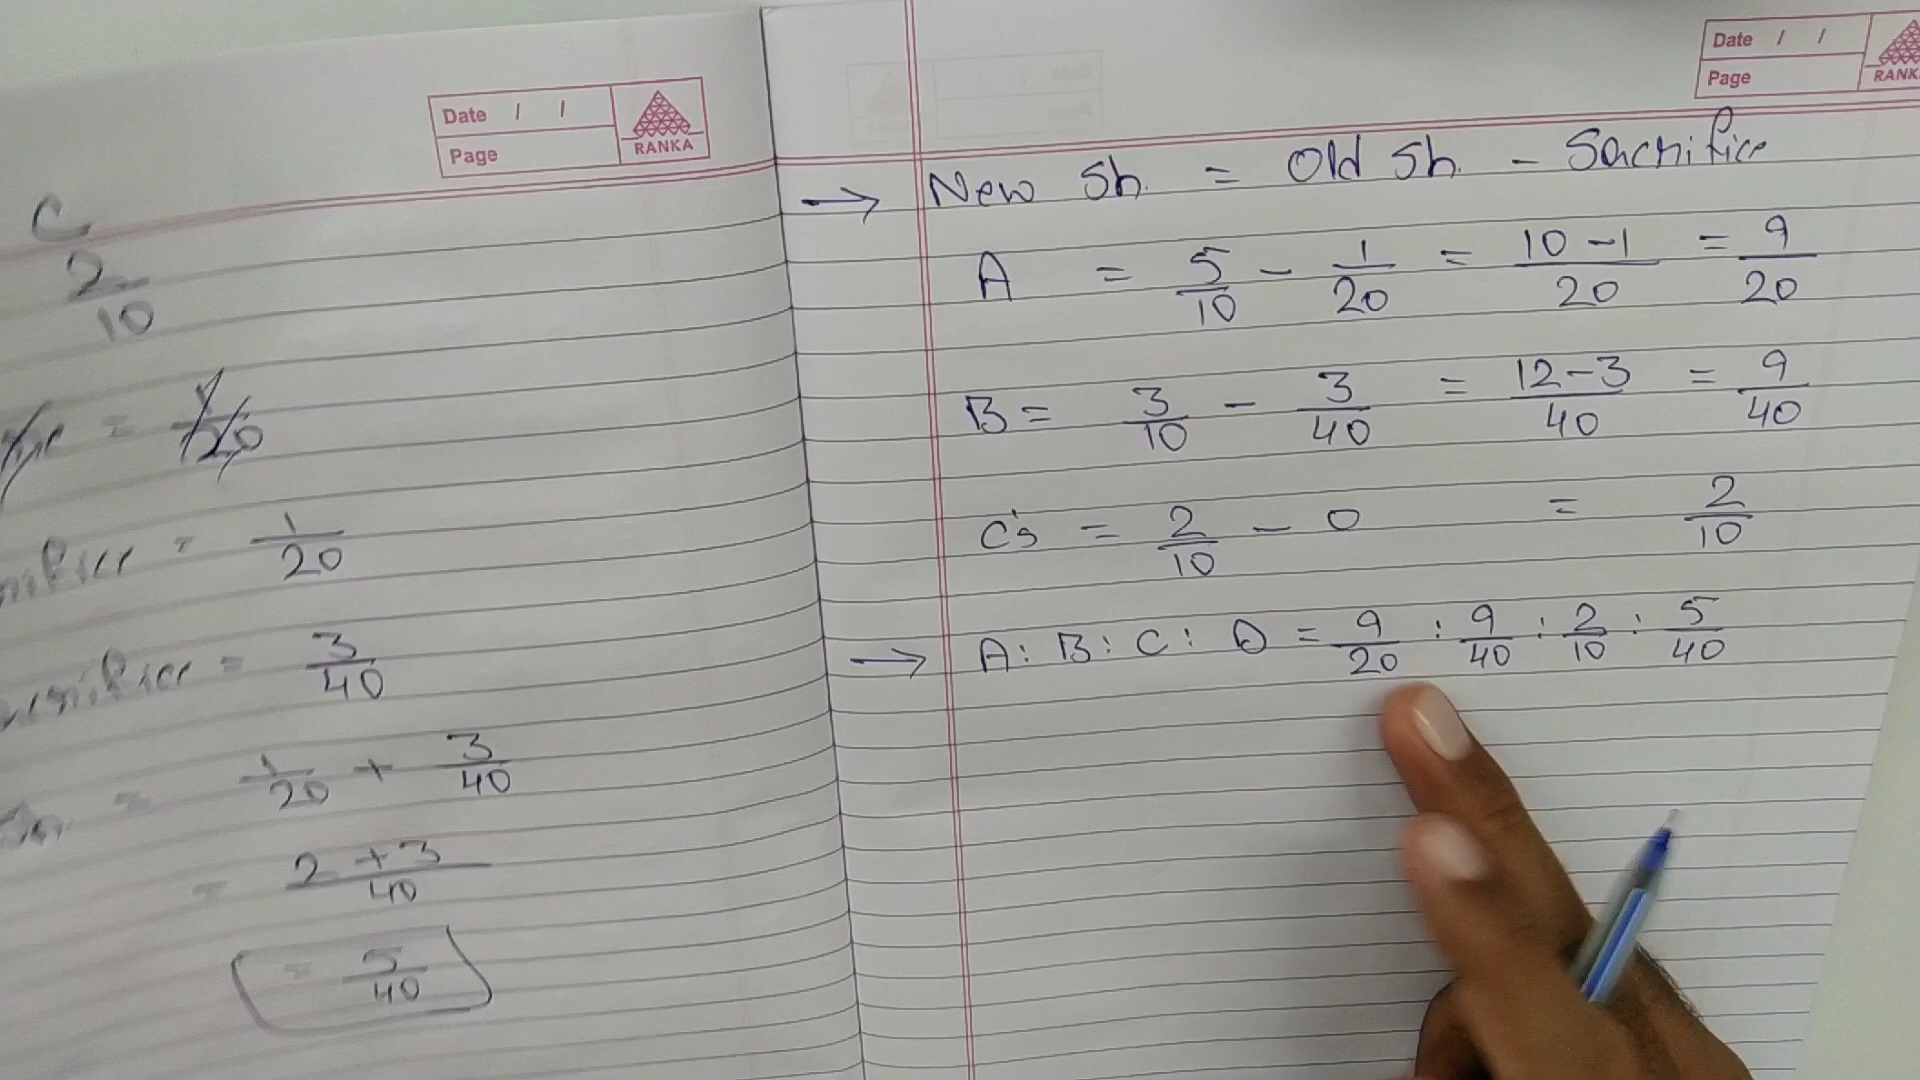 Date / /
Page
RANKA
C
2/10
1/20
= 1/20
= 3/40
= 1/20 + 3/40
= 2+3/40
= 5/40
Date / /
Page
RANKA
→ New Sh. = Old Sh. - Sacrifice
A = 5/10 - 1/20 = 10-1/20 = 9/20
B = 3/10 - 3/40 = 12-3/40 = 9/40
C's = 2/10 - 0 = 2/10
→ A : B : C : D = 9/20 : 9/40 : 2/10 : 5/40